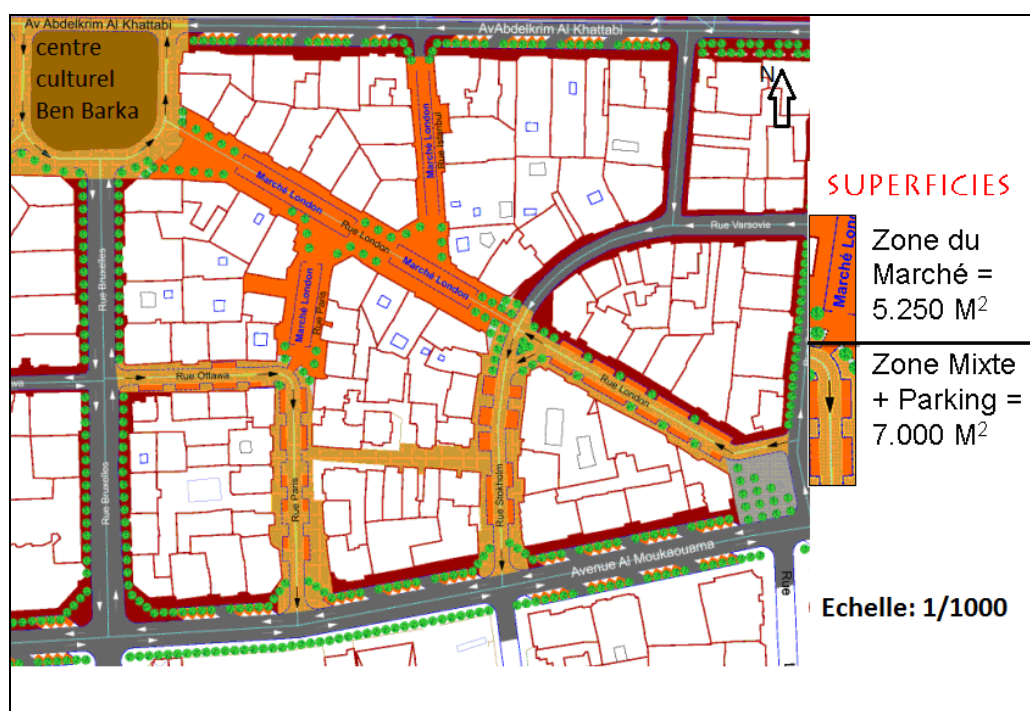 Av Abdelkrim Al Khattabi
AvAbdelkrim Al Khattabi
centre
culturel
Ben Barka
N
Marché London
Rue Istanbul
Marché London
Rue London
Marché London
Rue Varsovie
Rue Bruxelles
Marché London
Rue Paris
Rue Ottawa
Rue London
Rue Bruxelles
Rue Paris
Rue Stokholm
Avenue Al Moukaouama
Rue
SUPERFICIES
Marché Lond
Zone du
Marché =
5.250 M²
Zone Mixte
+ Parking =
7.000 M²
Echelle: 1/1000